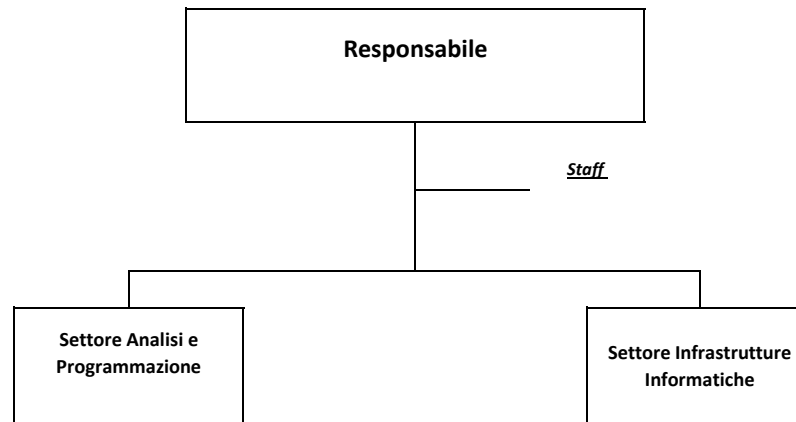 Responsabile
Staff
Settore Analisi e
Programmazione
Settore Infrastrutture
Informatiche